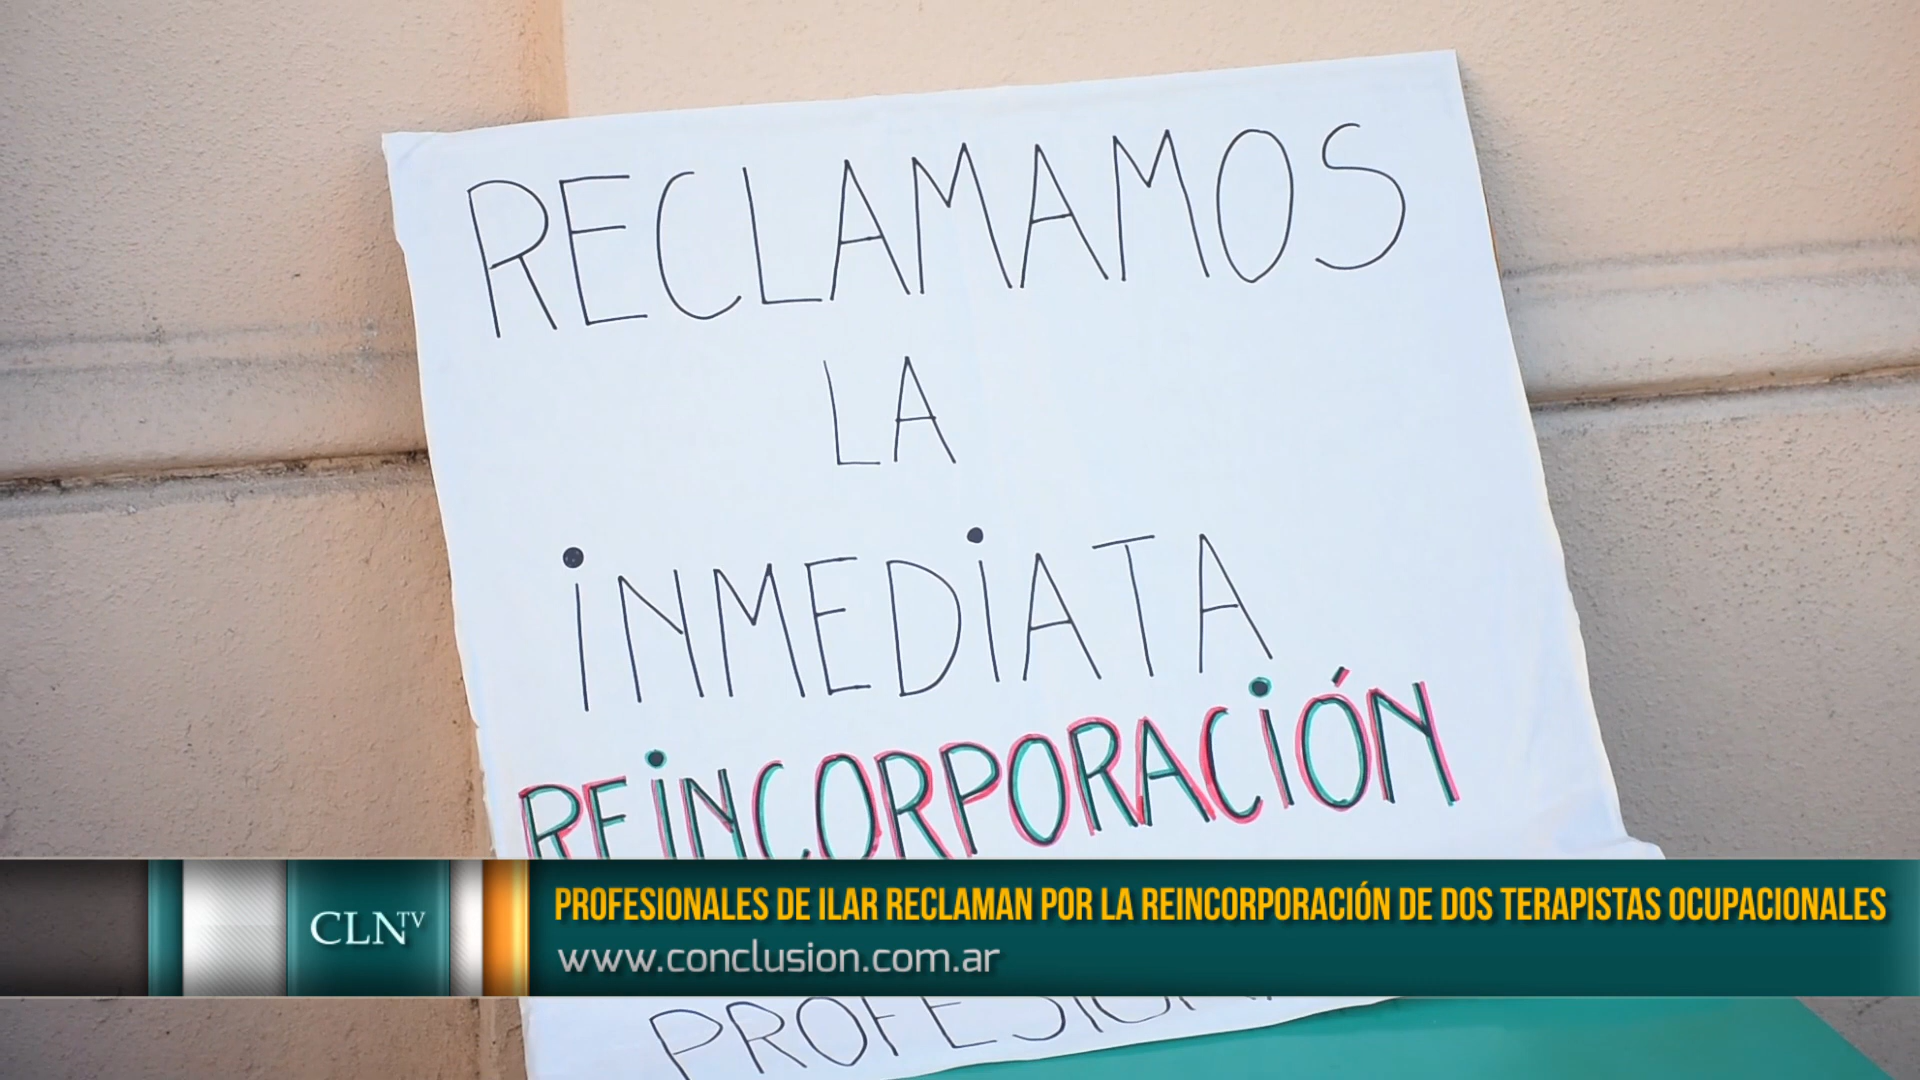 RECLAMAMOS
LA
iNMEDiATA
REiNCORPORACiÓN
CLNTV
PROFESIONALES DE ILAR RECLAMAN POR LA REINCORPORACIÓN DE DOS TERAPISTAS OCUPACIONALES
www.conclusion.com.ar